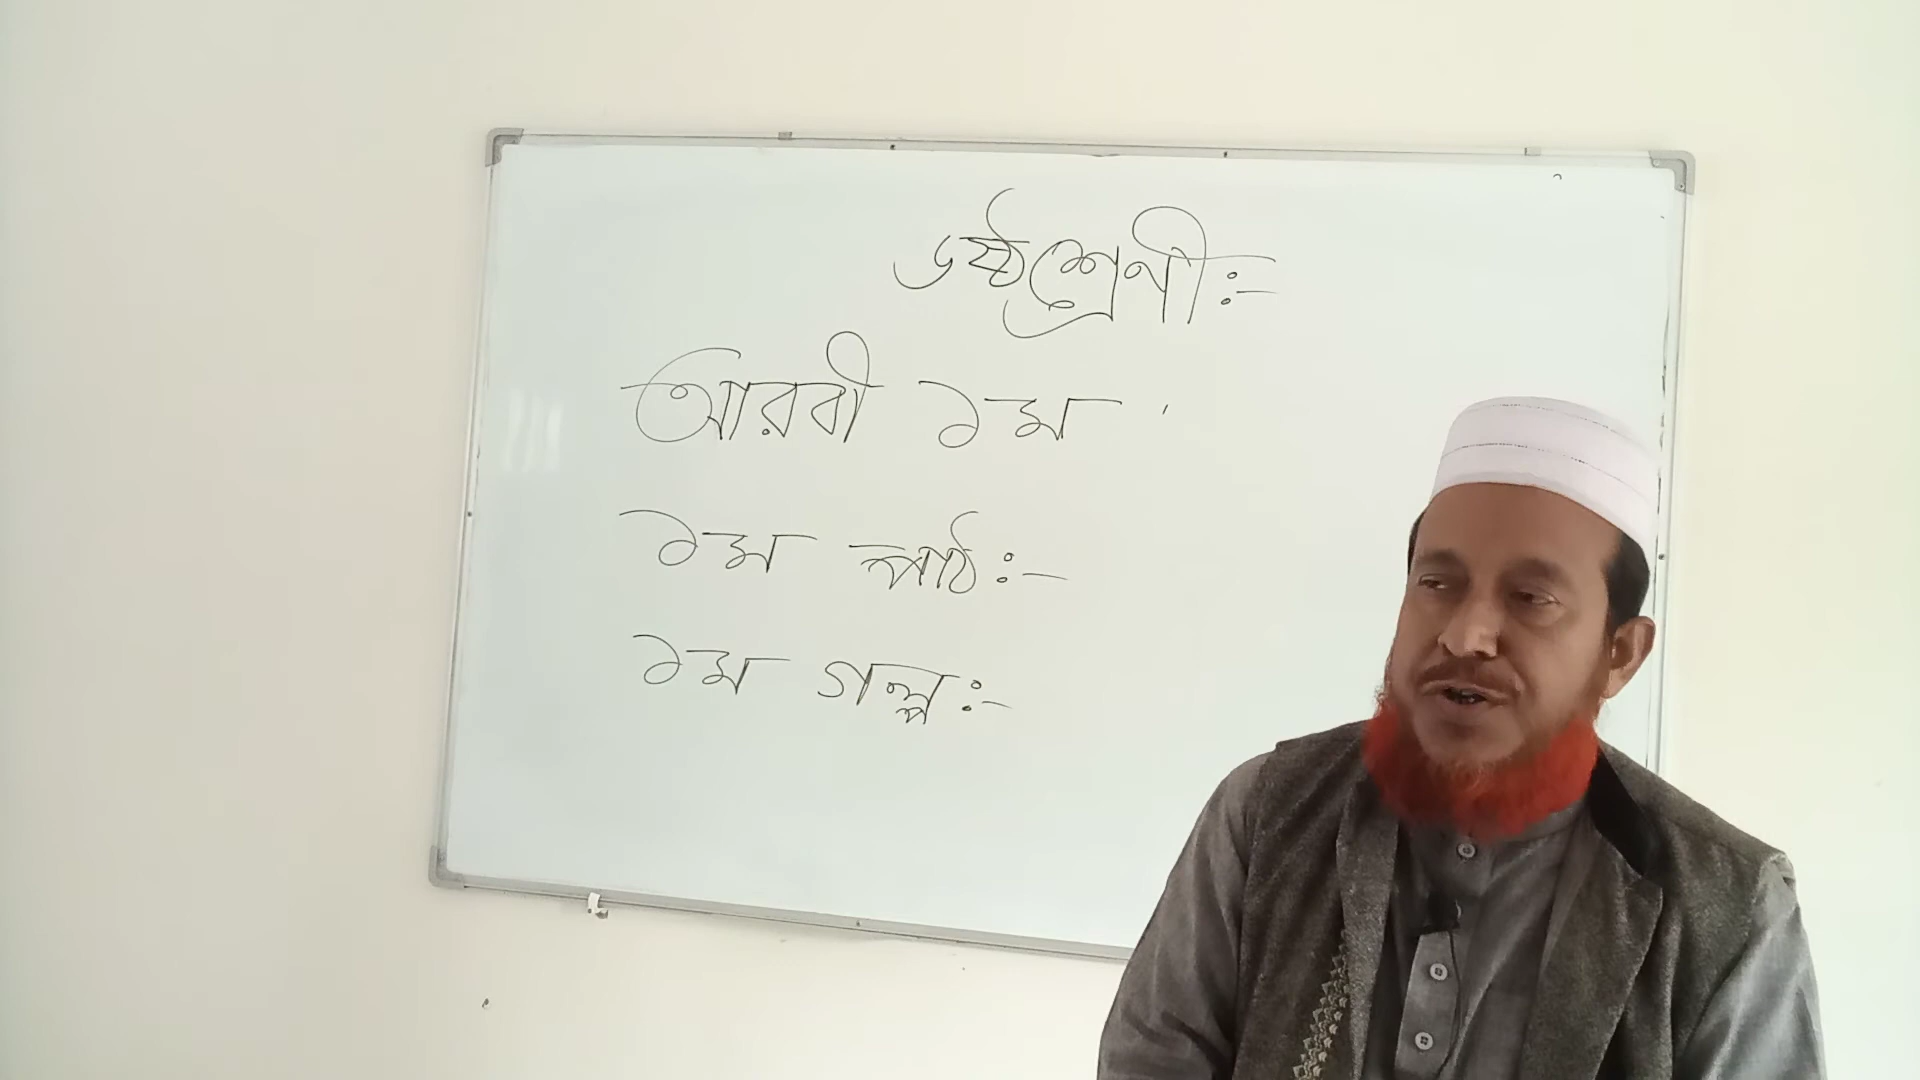 ৬ষ্ঠ শ্রেণী ঃ-
আরবী ১ম
১ম পাঠ ঃ-
১ম গল্প ঃ-